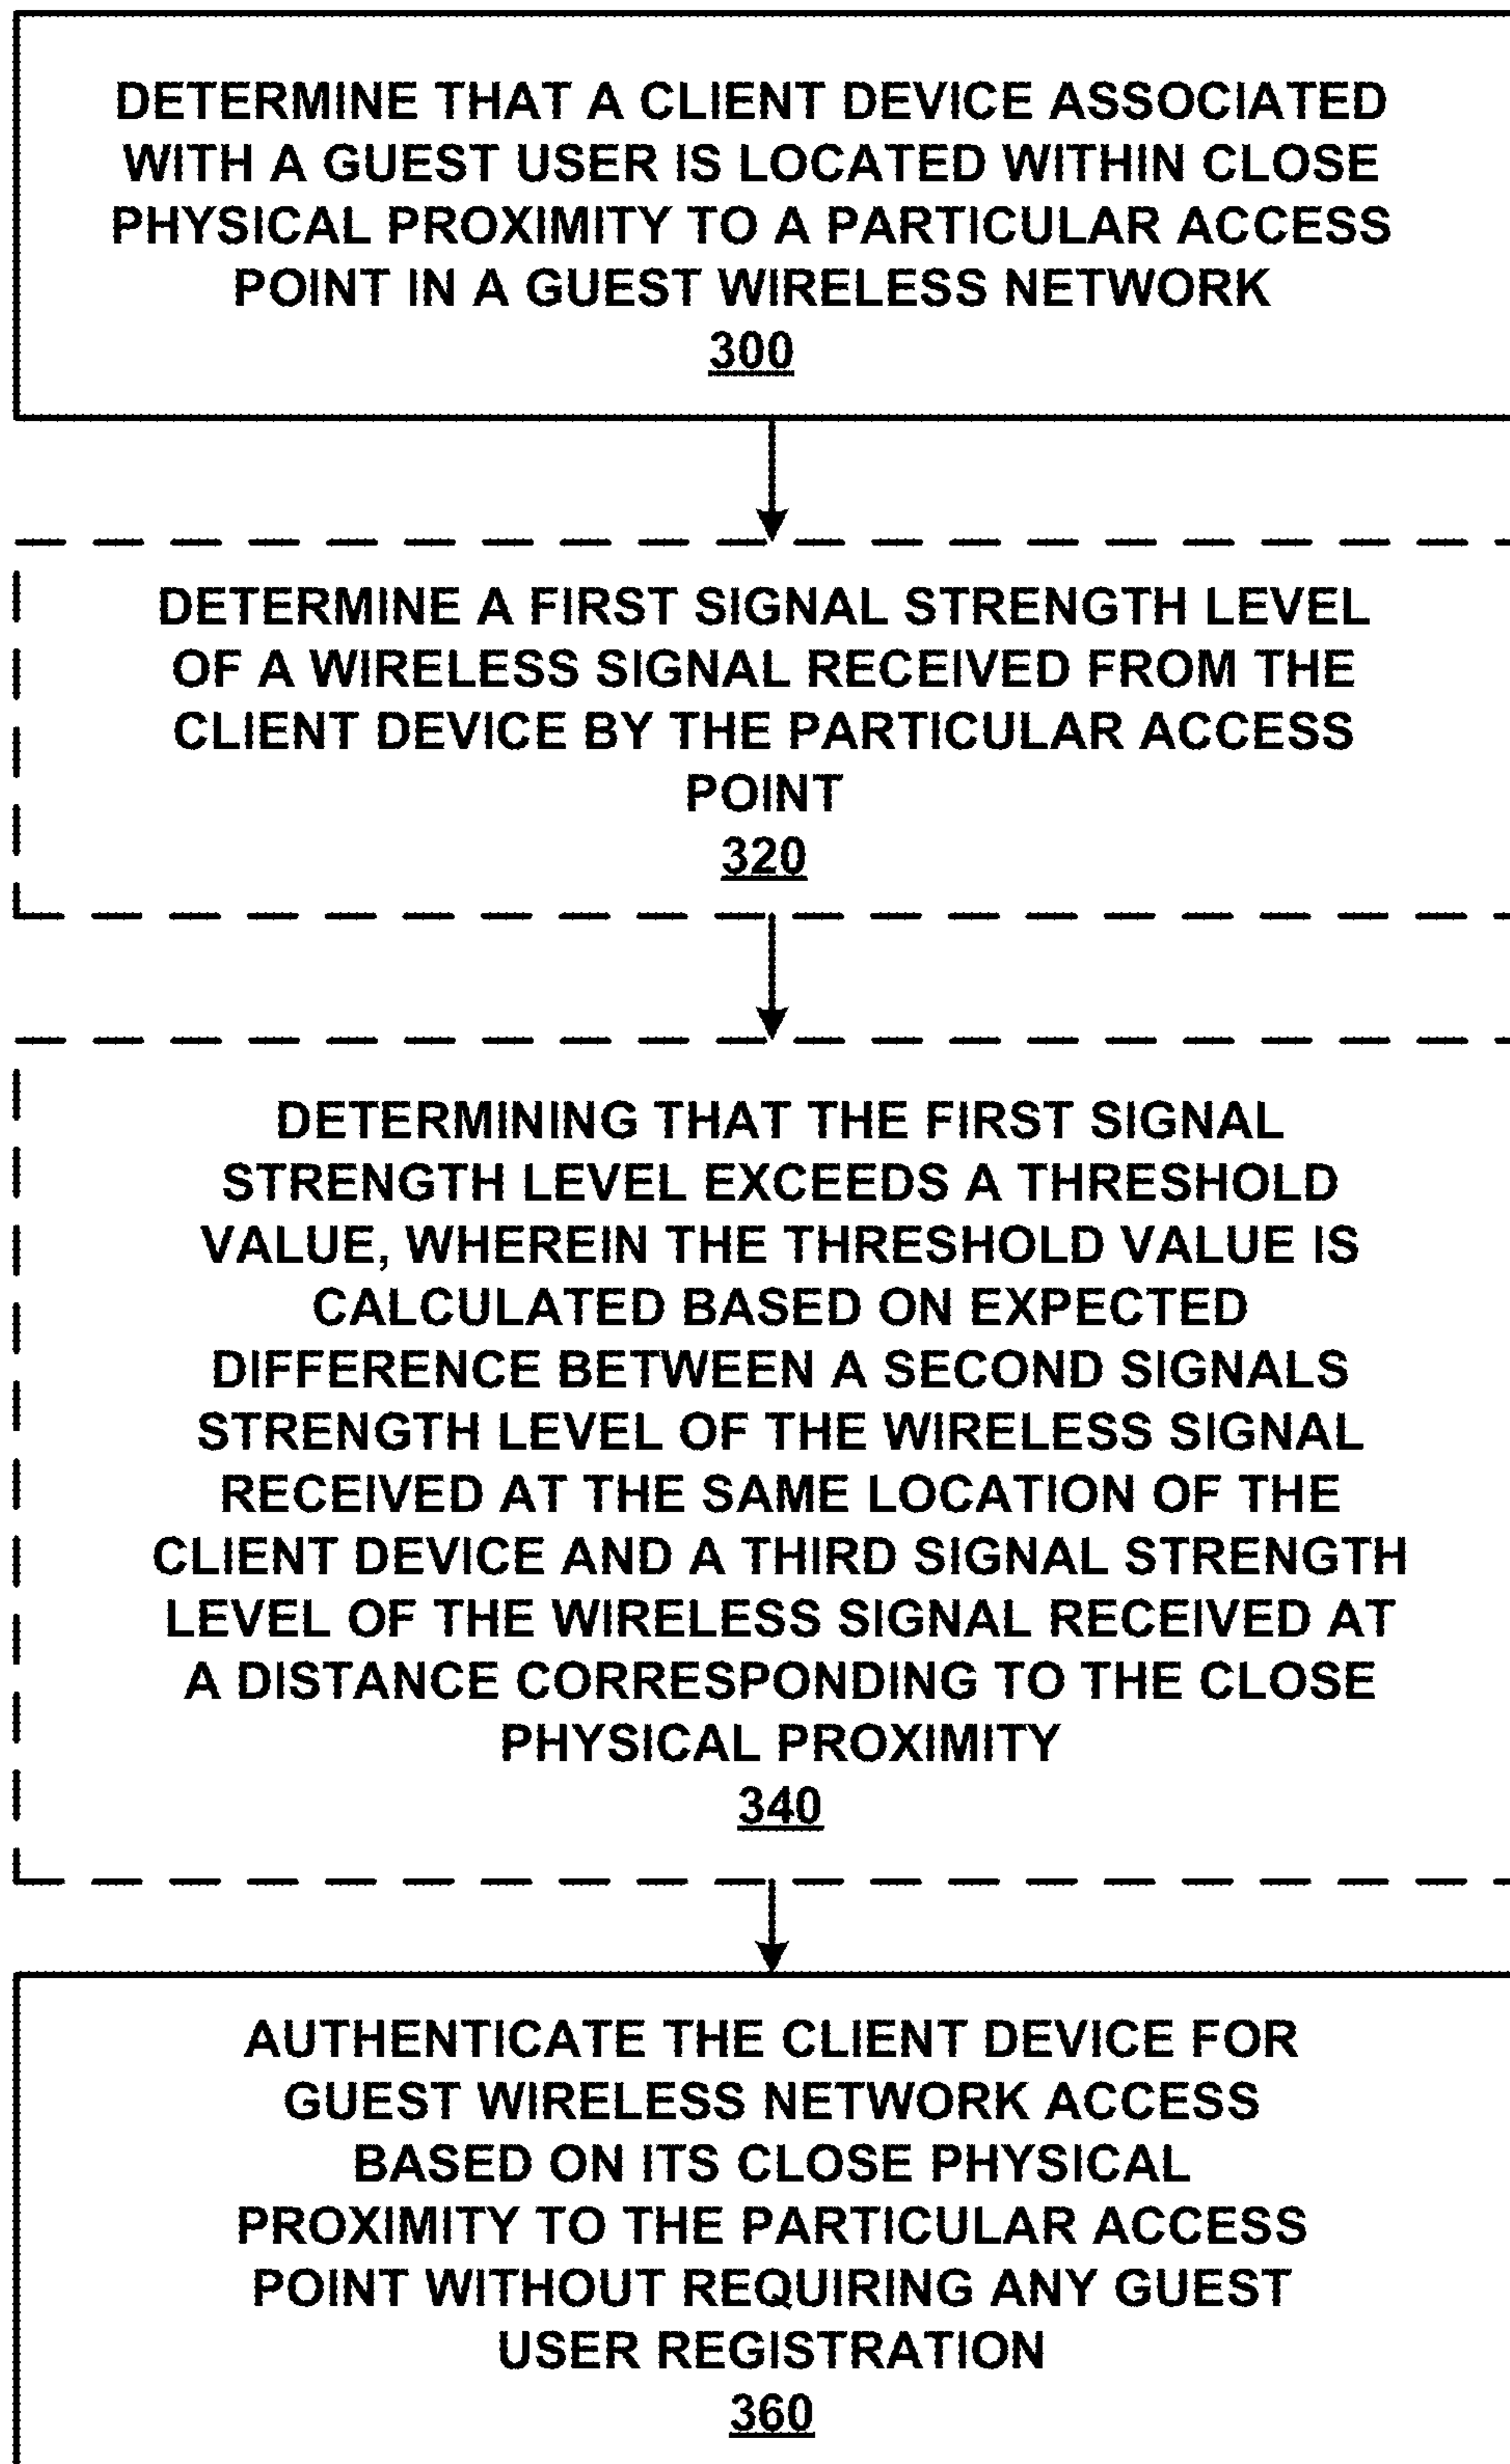 DETERMINE THAT A CLIENT DEVICE ASSOCIATED
WITH A GUEST USER IS LOCATED WITHIN CLOSE
PHYSICAL PROXIMITY TO A PARTICULAR ACCESS
POINT IN A GUEST WIRELESS NETWORK
300
DETERMINE A FIRST SIGNAL STRENGTH LEVEL
OF A WIRELESS SIGNAL RECEIVED FROM THE
CLIENT DEVICE BY THE PARTICULAR ACCESS
POINT
320
DETERMINING THAT THE FIRST SIGNAL
STRENGTH LEVEL EXCEEDS A THRESHOLD
VALUE, WHEREIN THE THRESHOLD VALUE IS
CALCULATED BASED ON EXPECTED
DIFFERENCE BETWEEN A SECOND SIGNALS
STRENGTH LEVEL OF THE WIRELESS SIGNAL
RECEIVED AT THE SAME LOCATION OF THE
CLIENT DEVICE AND A THIRD SIGNAL STRENGTH
LEVEL OF THE WIRELESS SIGNAL RECEIVED AT
A DISTANCE CORRESPONDING TO THE CLOSE
PHYSICAL PROXIMITY
340
AUTHENTICATE THE CLIENT DEVICE FOR
GUEST WIRELESS NETWORK ACCESS
BASED ON ITS CLOSE PHYSICAL
PROXIMITY TO THE PARTICULAR ACCESS
POINT WITHOUT REQUIRING ANY GUEST
USER REGISTRATION
360